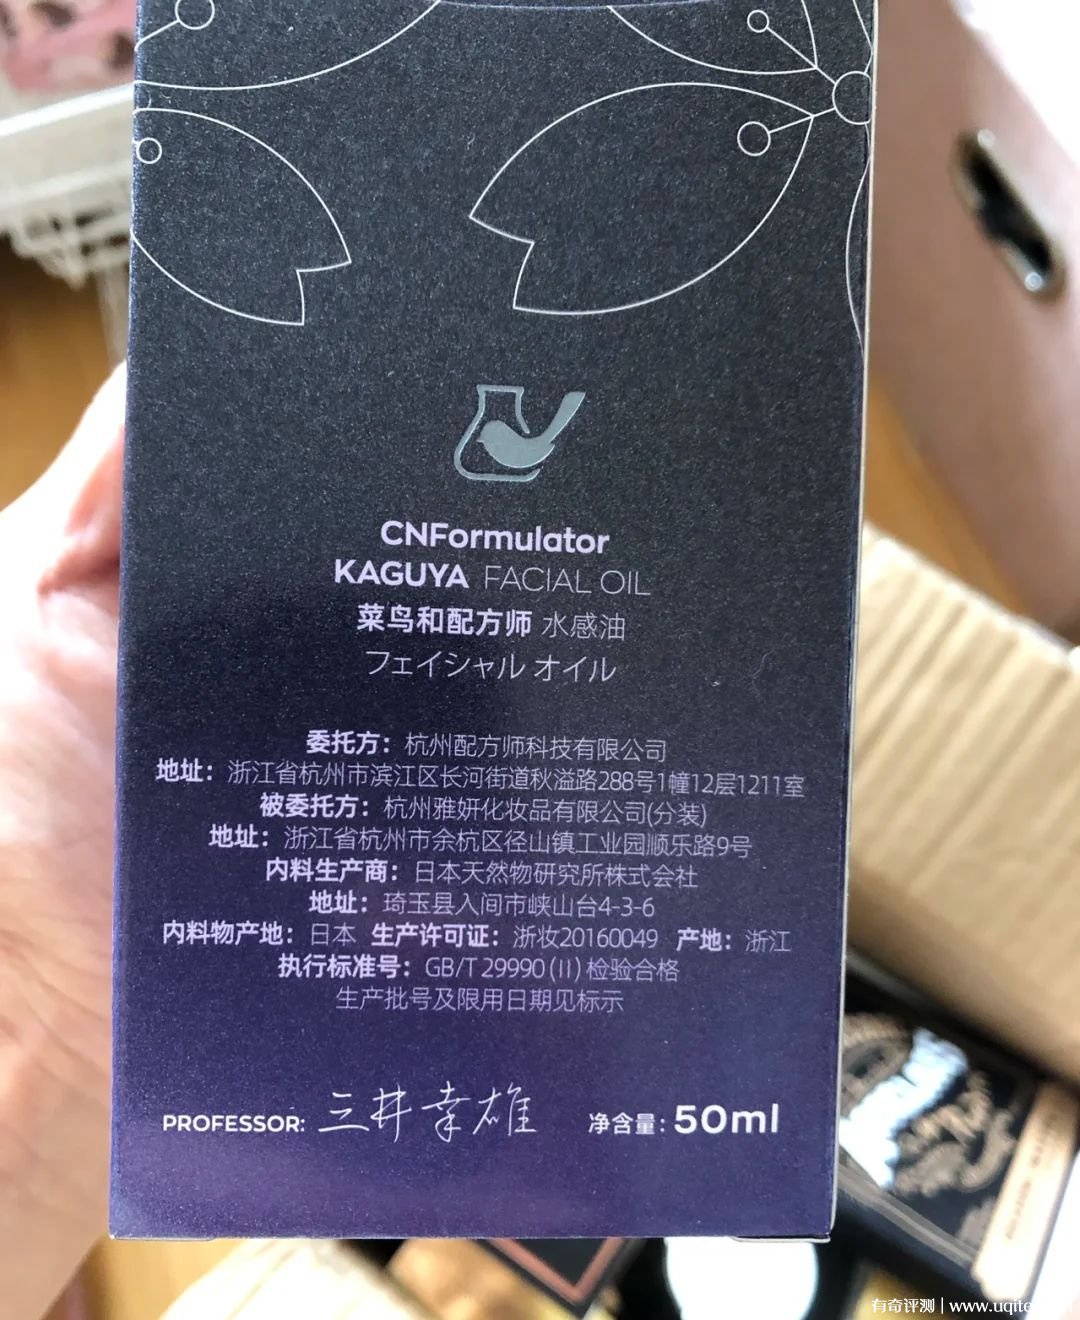 CNFormulator
KAGUYA FACIAL OIL
菜鸟和配方师 水感油
フェイシャル オイル
委托方：杭州配方师科技有限公司
地址：浙江省杭州市滨江区长河街道秋溢路288号1幢12层1211室
被委托方：杭州雅妍化妆品有限公司(分装)
地址：浙江省杭州市余杭区径山镇工业园顺乐路9号
内料生产商：日本天然物研究所株式会社
地址：琦玉县入间市峡山台4-3-6
内料物产地：日本 生产许可证：浙妆20160049 产地：浙江
执行标准号：GB/T 29990(II)检验合格
生产批号及限用日期见标示
PROFESSOR: 三井幸雄 净含量：50ml
有奇评测 | www.uqite